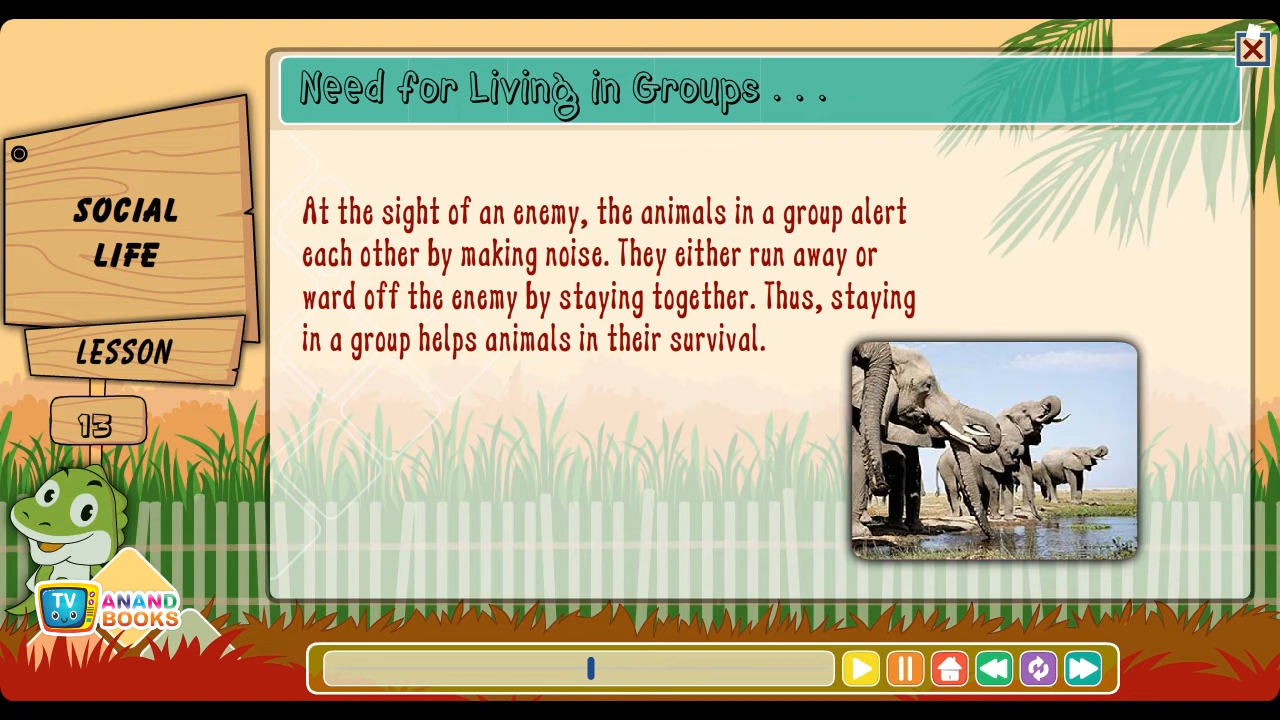 Need for Living in Groups . . .
SOCIAL
LIFE
LESSON
13
At the sight of an enemy, the animals in a group alert
each other by making noise. They either run away or
ward off the enemy by staying together. Thus, staying
in a group helps animals in their survival.
TV
ANAND
BOOKS